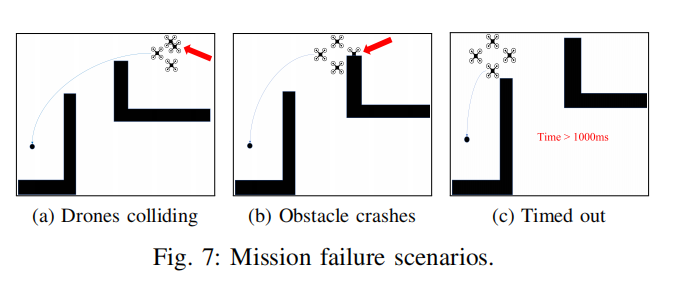 Time > 1000ms
(a) Drones colliding
(b) Obstacle crashes
(c) Timed out
Fig. 7: Mission failure scenarios.